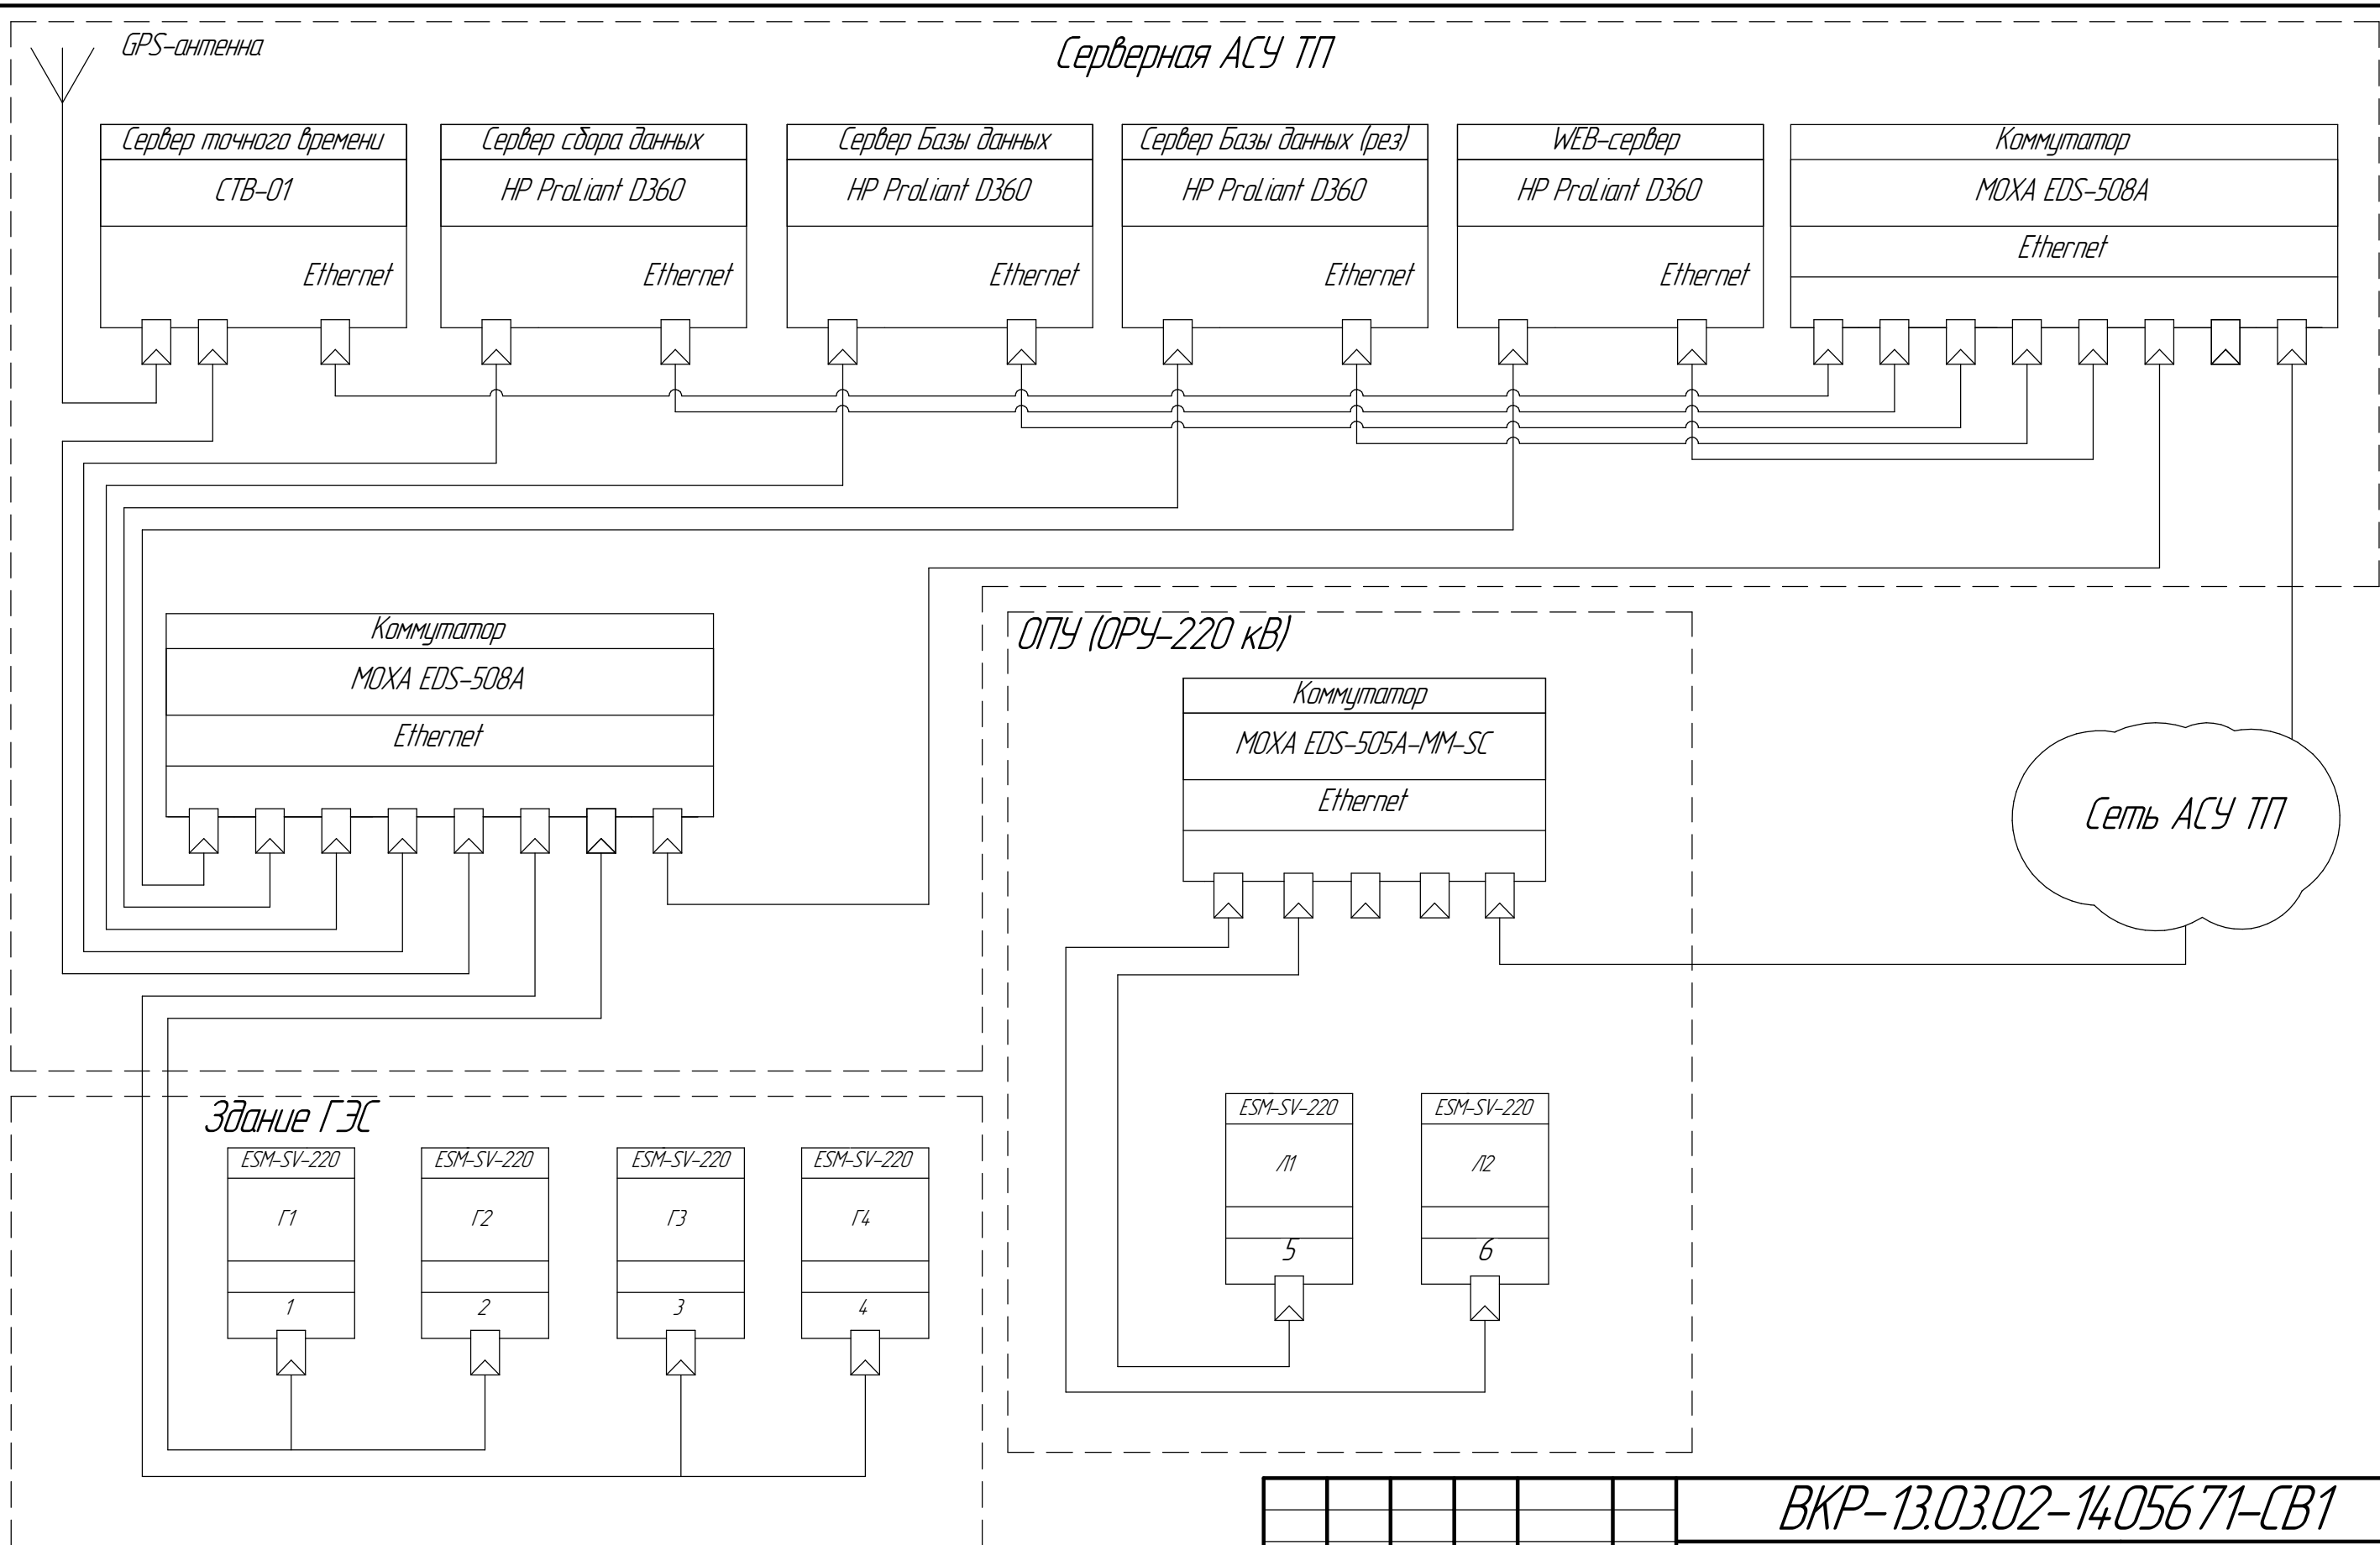 GPS-антенна
Серверная АСУ ТП
Сервер точного времени
СТВ-01
Ethernet
Сервер сбора данных
HP ProLiant D360
Ethernet
Сервер Базы данных
HP ProLiant D360
Ethernet
Сервер Базы данных (рез)
HP ProLiant D360
Ethernet
WEB-сервер
HP ProLiant D360
Ethernet
Коммутатор
MOXA EDS-508A
Ethernet
Коммутатор
MOXA EDS-508A
Ethernet
ОПУ (ОРУ-220 кВ)
Коммутатор
MOXA EDS-505A-MM-SC
Ethernet
Сеть АСУ ТП
ESM-SV-220
Л1
5
ESM-SV-220
Л2
6
Здание ГЭС
ESM-SV-220
Г1
1
ESM-SV-220
Г2
2
ESM-SV-220
Г3
3
ESM-SV-220
Г4
4
ВКР-13.03.02-1405671-СВ1